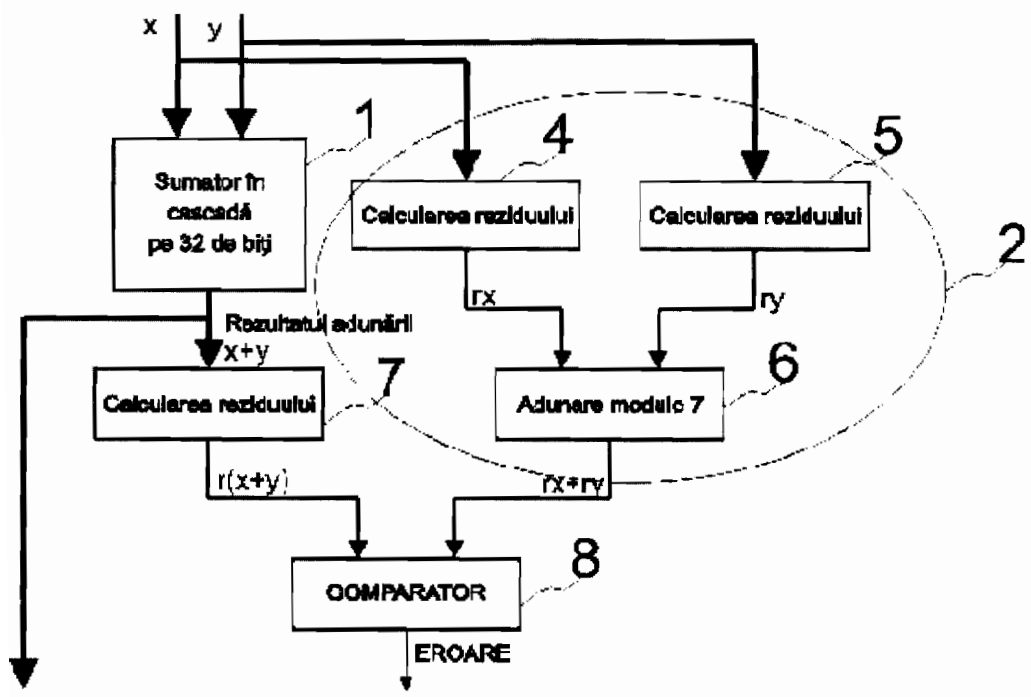 x
y
1
4
5
2
Sumator în
cascadă
pe 32 de biți
Calcularea reziduului
Calcularea reziduului
rx
ry
Rezultatul adunării
x+y
7
6
Calcularea reziduului
Adunare modulo 7
r(x+y)
rx+ry
8
COMPARATOR
EROARE